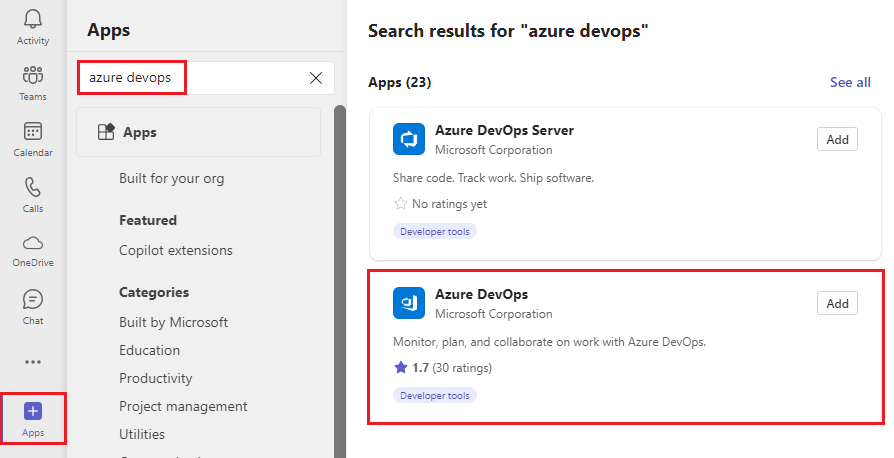 Activity
Teams
Calendar
Calls
OneDrive
Chat
Apps
Apps
azure devops
Apps
Built for your org
Featured
Copilot extensions
Categories
Built by Microsoft
Education
Productivity
Project management
Utilities
Search results for "azure devops"
Apps (23)
See all
Azure DevOps Server
Add
Microsoft Corporation
Share code. Track work. Ship software.
No ratings yet
Developer tools
Azure DevOps
Add
Microsoft Corporation
Monitor, plan, and collaborate on work with Azure DevOps.
1.7 (30 ratings)
Developer tools